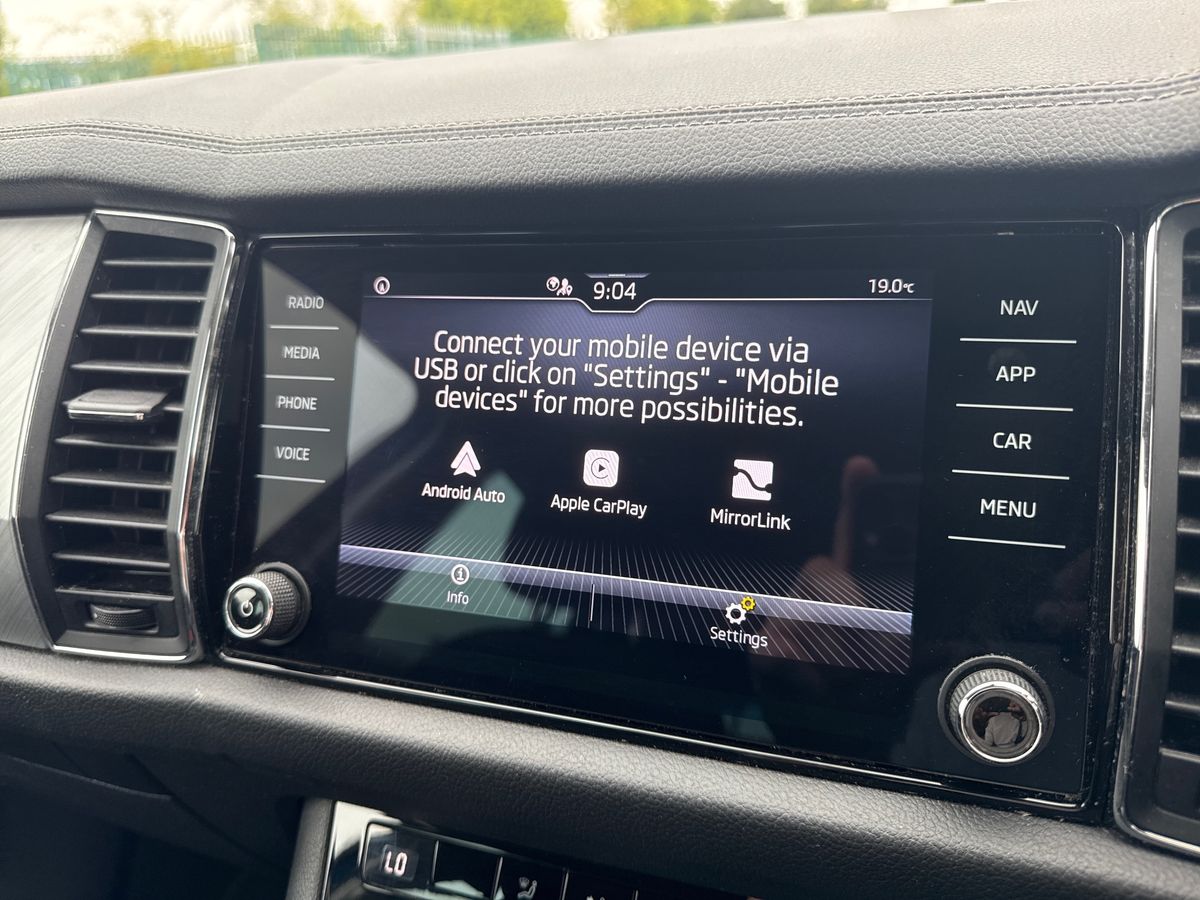 9:04
19.0°C
RADIO
MEDIA
PHONE
VOICE
Connect your mobile device via
USB or click on "Settings" - "Mobile
devices" for more possibilities.
Android Auto
Apple CarPlay
MirrorLink
Info
Settings
NAV
APP
CAR
MENU
LO